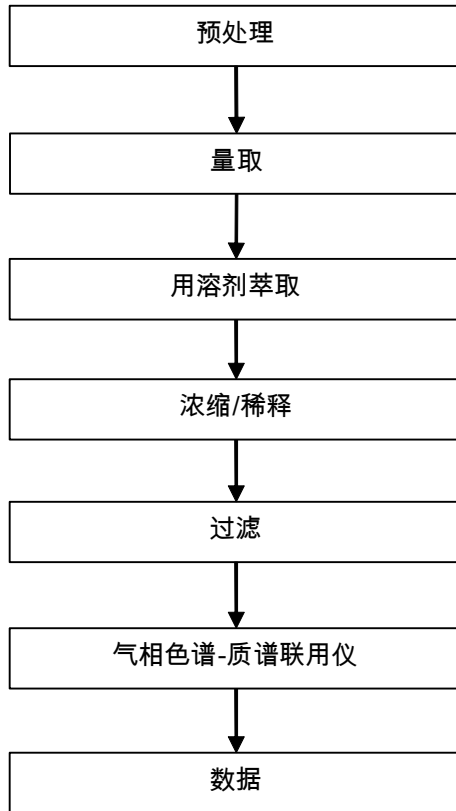 预处理
量取
用溶剂萃取
浓缩/稀释
过滤
气相色谱-质谱联用仪
数据